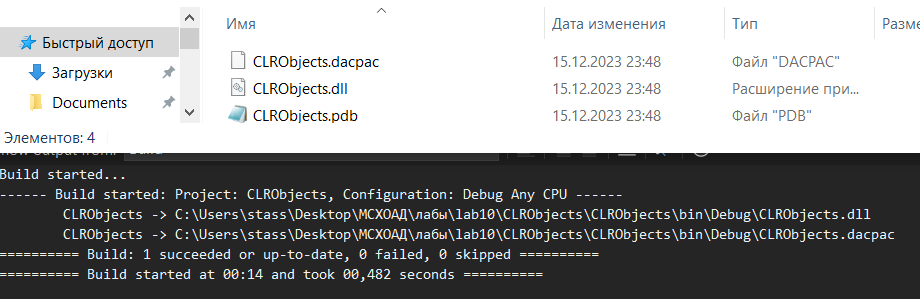 Имя Дата изменения Тип Разме
Быстрый доступ
CLRObjects.dacpac 15.12.2023 23:48 Файл "DACPAC"
Загрузки
CLRObjects.dll 15.12.2023 23:48 Расширение при...
Documents
CLRObjects.pdb 15.12.2023 23:48 Файл "PDB"
Элементов: 4
Build started...
------ Build started: Project: CLRObjects, Configuration: Debug Any CPU ------
CLRObjects -> C:\Users\stass\Desktop\МСХОАД\лабы\lab10\CLRObjects\CLRObjects\bin\Debug\CLRObjects.dll
CLRObjects -> C:\Users\stass\Desktop\МСХОАД\лабы\lab10\CLRObjects\CLRObjects\bin\Debug\CLRObjects.dacpac
========== Build: 1 succeeded or up-to-date, 0 failed, 0 skipped ==========
========== Build started at 00:14 and took 00,482 seconds ==========